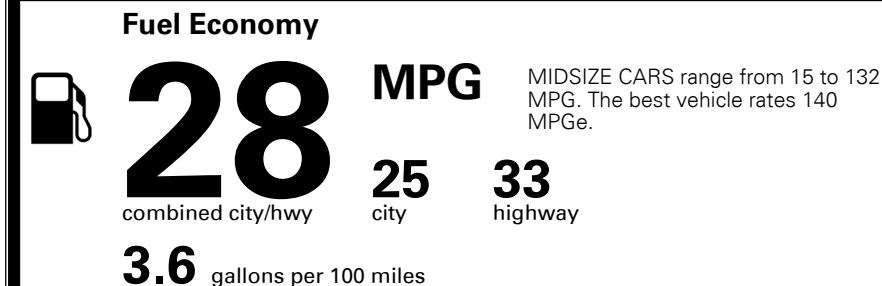 Fuel Economy
28
MPG
MIDSIZE CARS range from 15 to 132
MPG. The best vehicle rates 140
MPGe.
combined city/hwy
25
city
33
highway
3.6 gallons per 100 miles